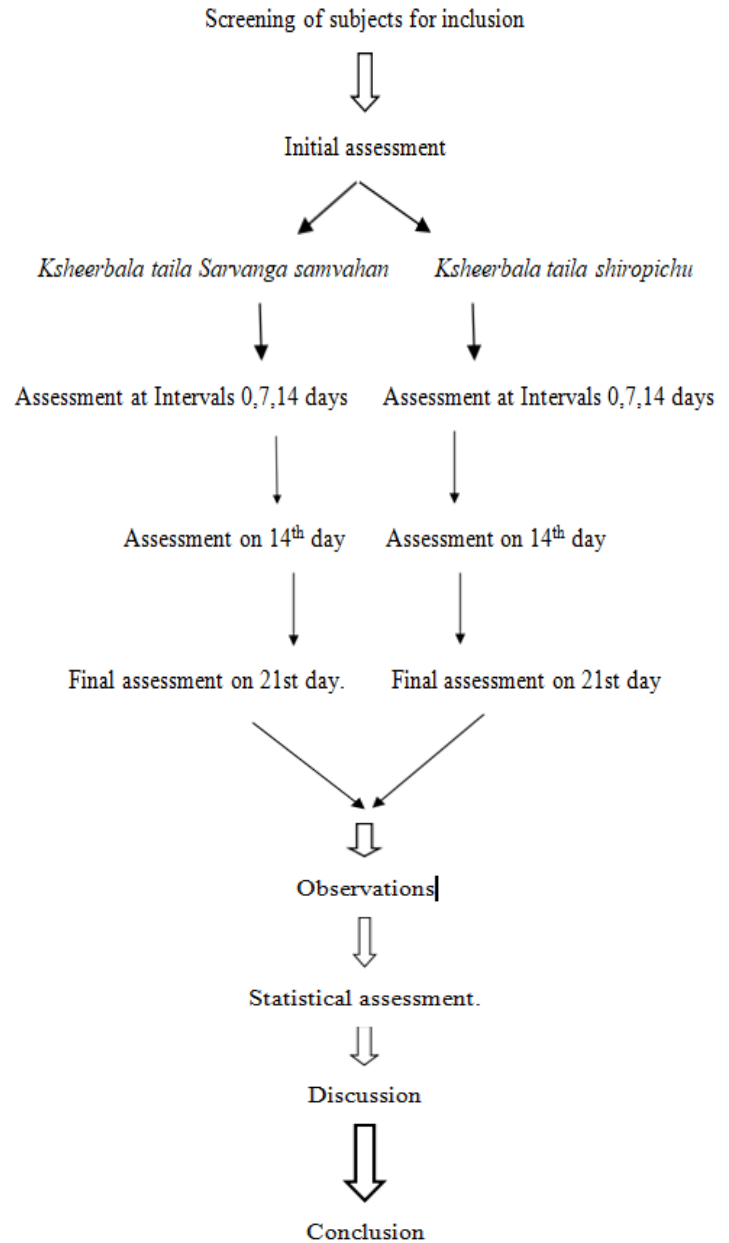 Screening of subjects for inclusion
Initial assessment
Ksheerbala taila Sarvanga samvahan
Ksheerbala taila shiropichu
Assessment at Intervals 0,7,14 days
Assessment at Intervals 0,7,14 days
Assessment on 14th day
Assessment on 14th day
Final assessment on 21st day.
Final assessment on 21st day
Observations
Statistical assessment.
Discussion
Conclusion